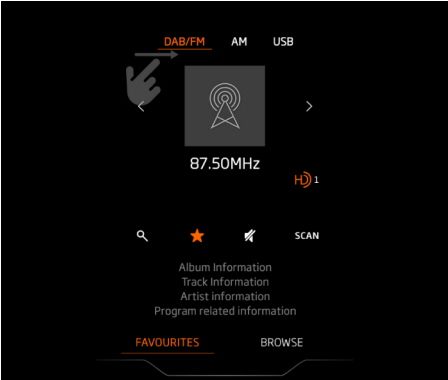 DAB/FM AM USB
87.50MHz
HD 1
SCAN
Album Information
Track Information
Artist information
Program related information
FAVOURITES BROWSE